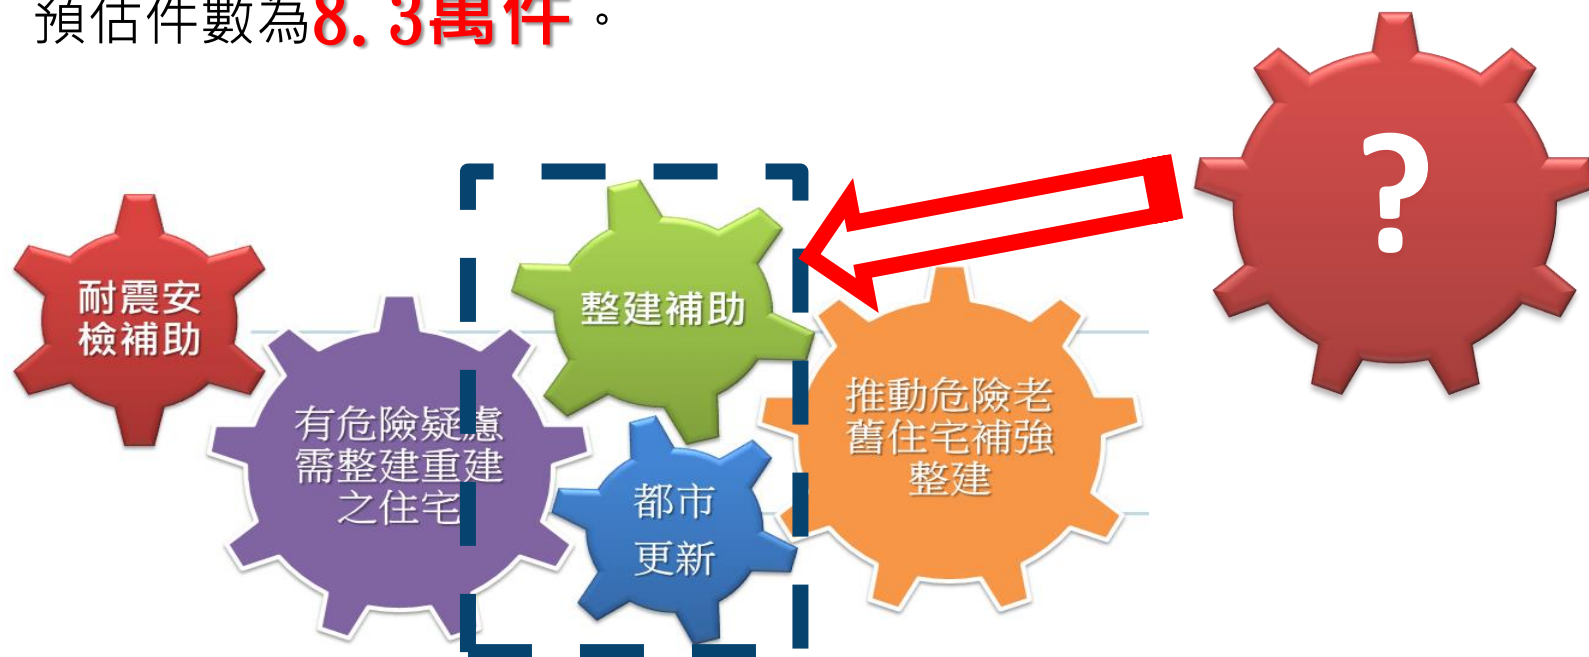 預估件數為8.3萬件。
?
耐震安
檢補助
整建補助
有危險疑慮
需整建重建
之住宅
推動危險老
舊住宅補強
整建
都市
更新